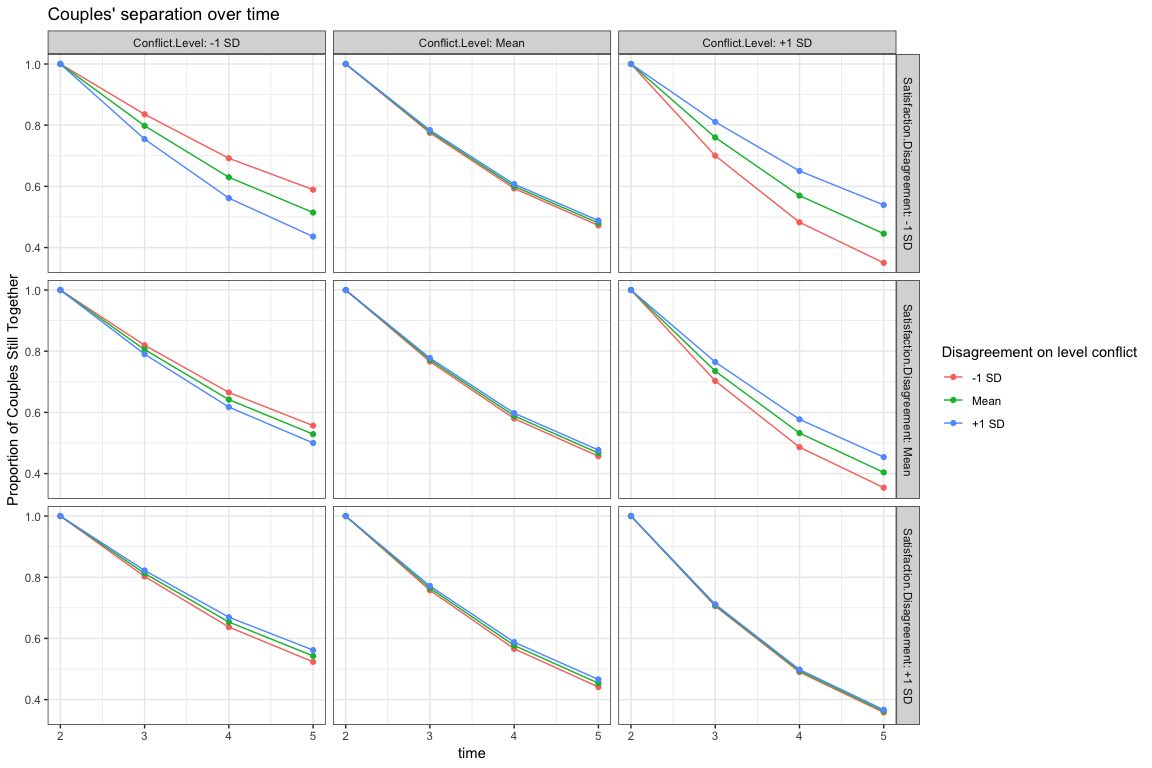 Couples' separation over time
Conflict.Level: -1 SD
Conflict.Level: Mean
Conflict.Level: +1 SD
1.0
0.8
0.6
0.4
Satisfaction.Disagreement: -1 SD
1.0
0.8
0.6
0.4
Satisfaction.Disagreement: Mean
1.0
0.8
0.6
0.4
Satisfaction.Disagreement: +1 SD
Proportion of Couples Still Together
2 3 4 5
2 3 4 5
2 3 4 5
time
Disagreement on level conflict
-1 SD
Mean
+1 SD